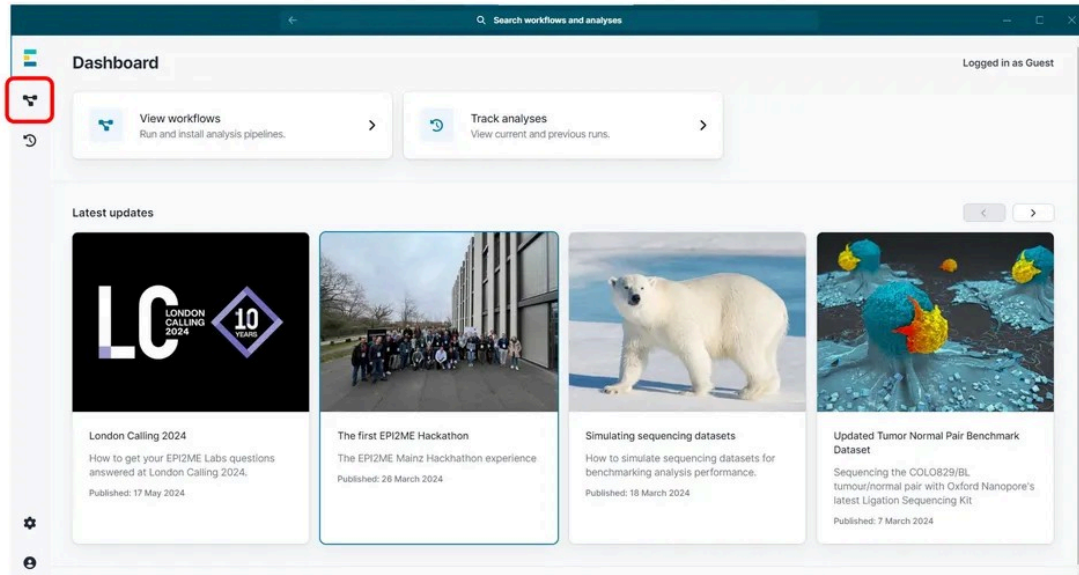 Search workflows and analyses
Dashboard
Logged in as Guest
View workflows
Run and install analysis pipelines.
Track analyses
View current and previous runs.
Latest updates
LC
LONDON
CALLING
2024
10
YEARS
London Calling 2024
How to get your EPI2ME Labs questions
answered at London Calling 2024.
Published: 17 May 2024
The first EPI2ME Hackathon
The EPI2ME Mainz Hackhathon experience
Published: 26 March 2024
Simulating sequencing datasets
How to simulate sequencing datasets for
benchmarking analysis performance.
Published: 18 March 2024
Updated Tumor Normal Pair Benchmark
Dataset
Sequencing the COLO829/BL
tumour/normal pair with Oxford Nanopore's
latest Ligation Sequencing Kit
Published: 7 March 2024